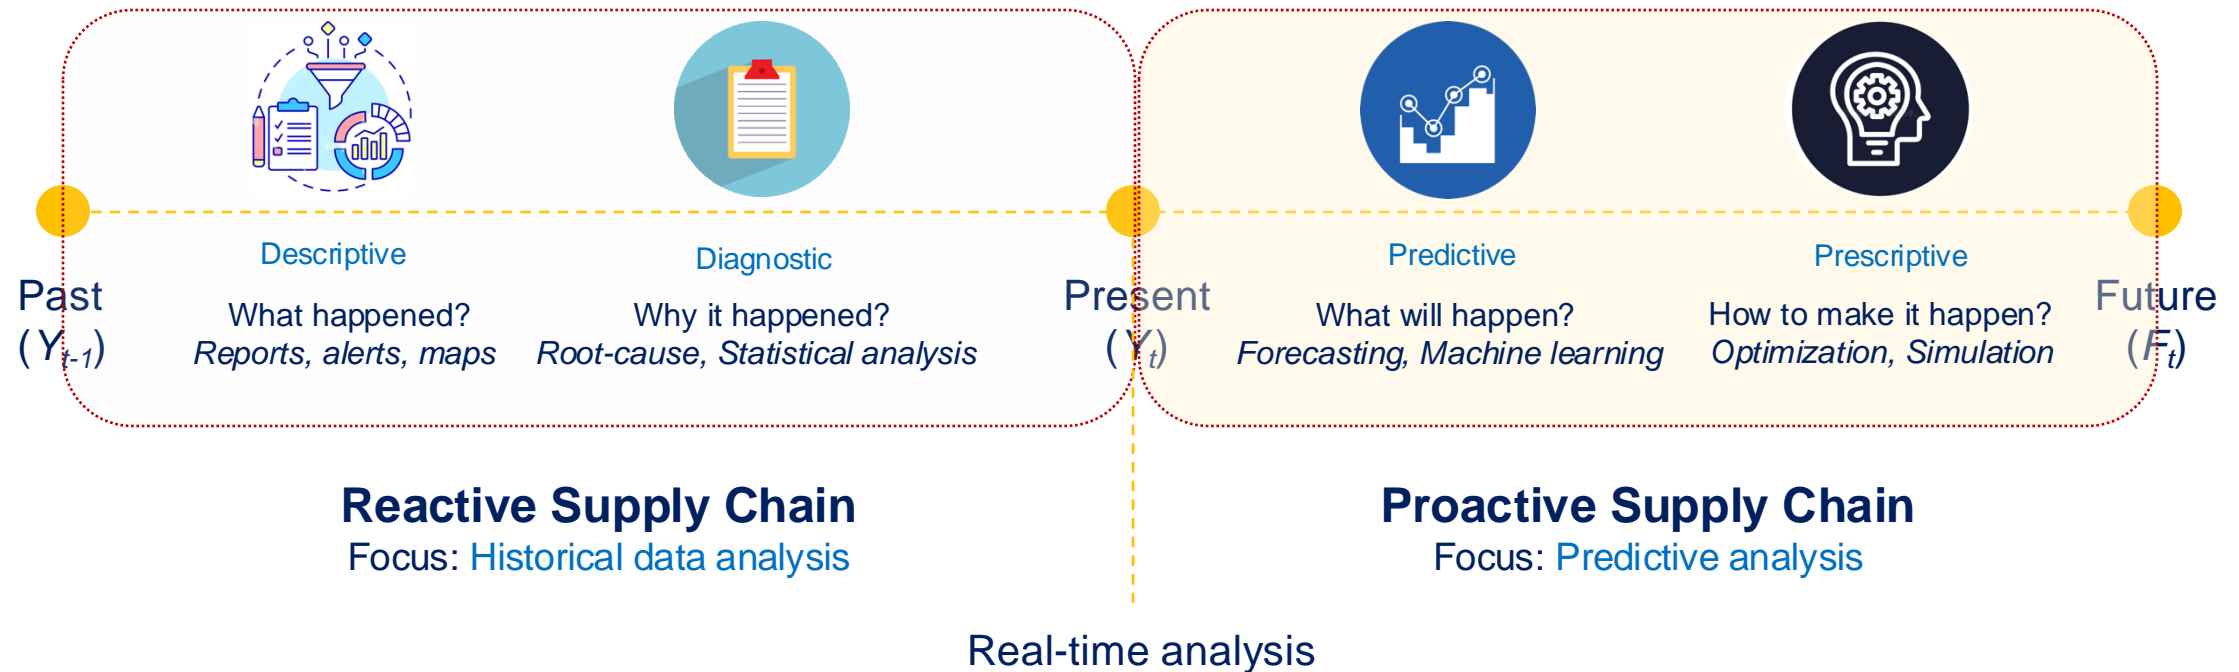 Descriptive
Diagnostic
Predictive
Prescriptive
Past
(Yt-1)
What happened?
Reports, alerts, maps
Why it happened?
Root-cause, Statistical analysis
Present
(Yt)
What will happen?
Forecasting, Machine learning
How to make it happen?
Optimization, Simulation
Future
(Ft)
Reactive Supply Chain
Focus: Historical data analysis
Proactive Supply Chain
Focus: Predictive analysis
Real-time analysis